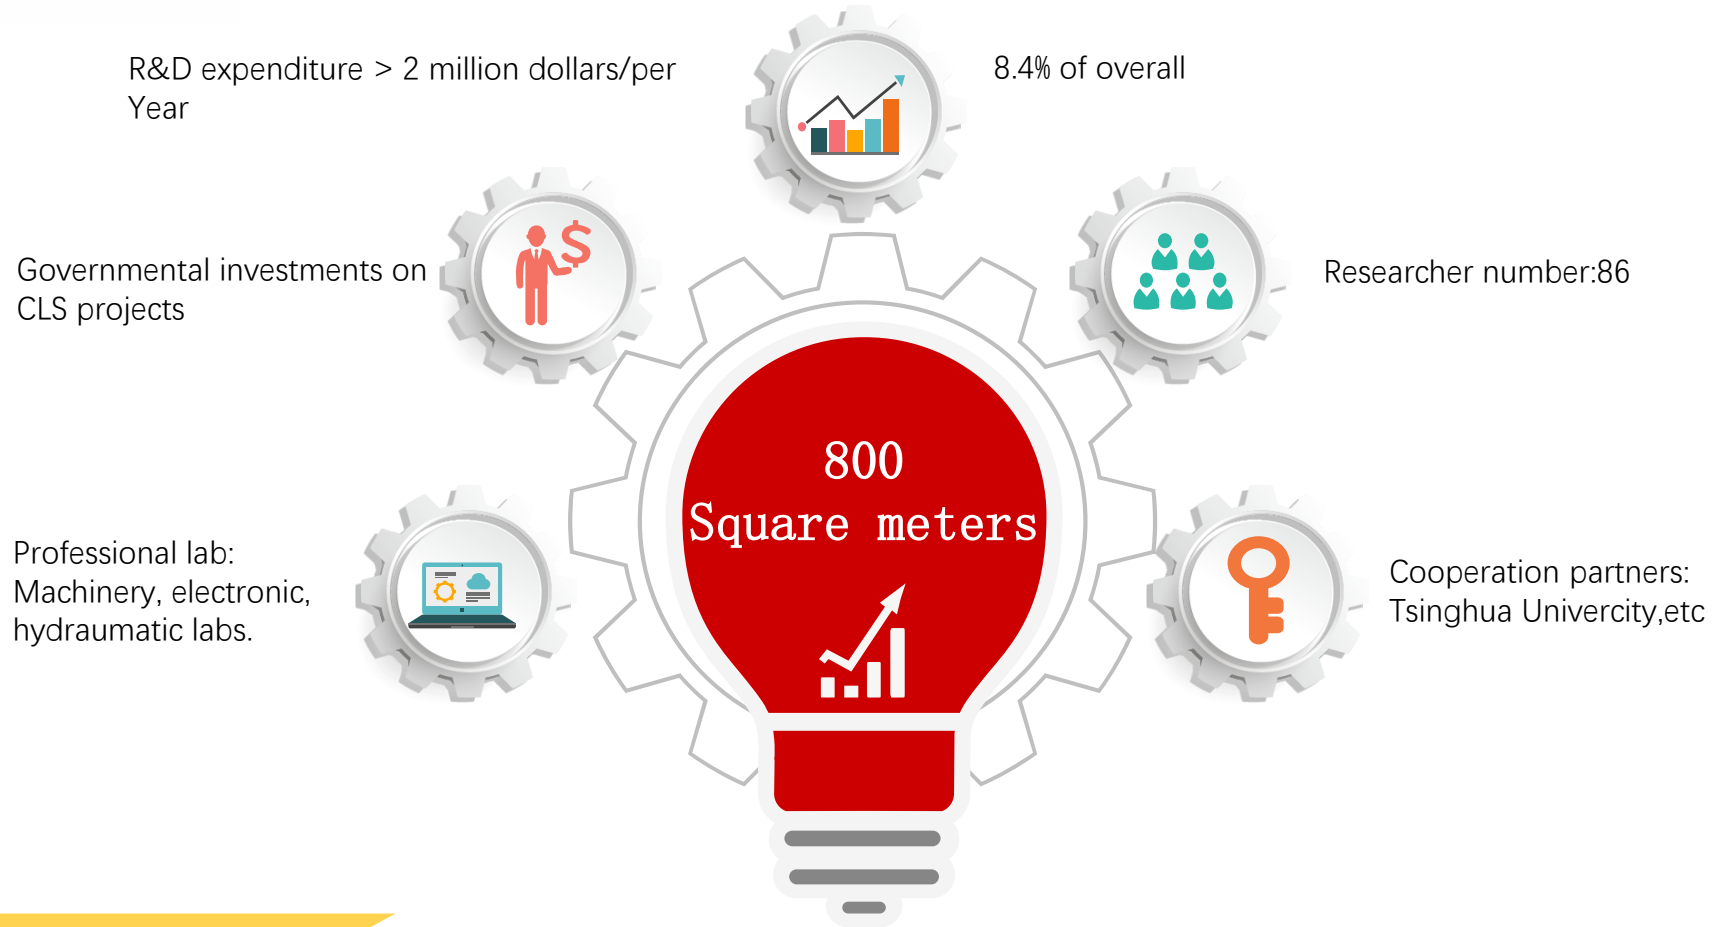 R&D expenditure > 2 million dollars/per
Year
8.4% of overall
Governmental investments on
CLS projects
Researcher number:86
800
Square meters
Professional lab:
Machinery, electronic,
hydraumatic labs.
Cooperation partners:
Tsinghua Univercity,etc